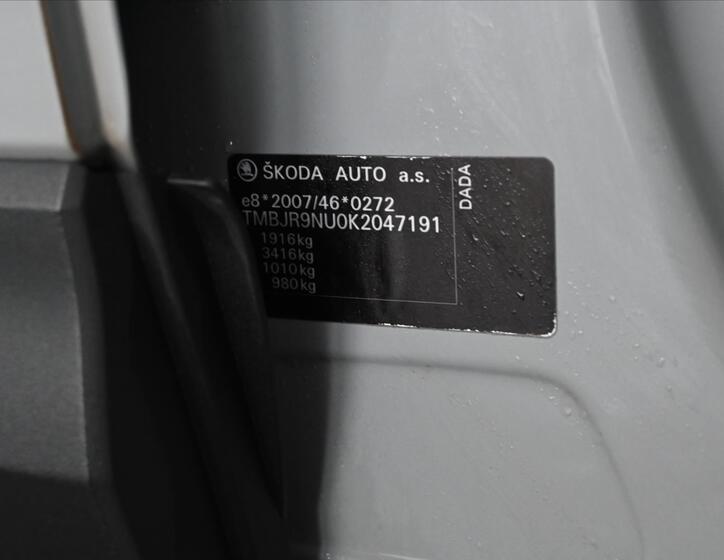 ŠKODA AUTO a.s.
e8*2007/46*0272
TMBJR9NU0K2047191
1916kg
3416kg
1010kg
980kg
DADA